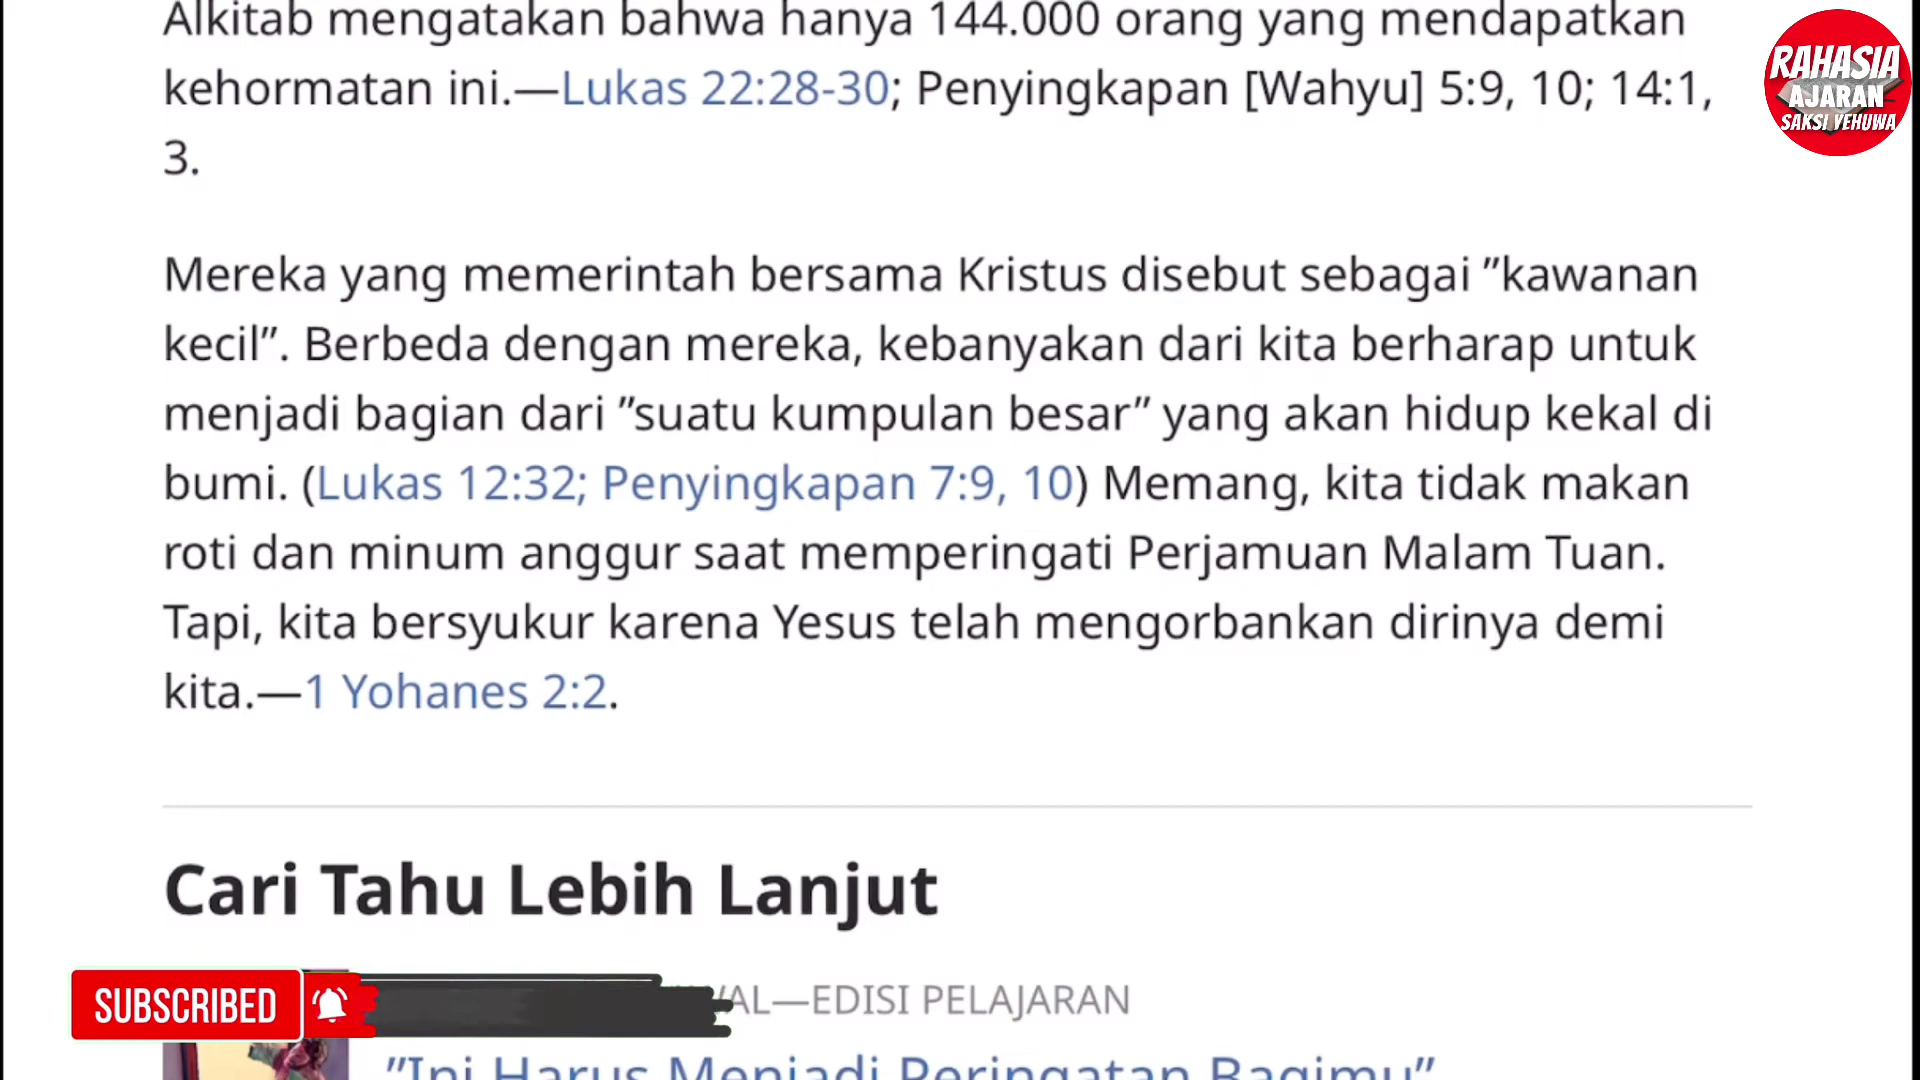 Alkitab mengatakan bahwa hanya 144.000 orang yang mendapatkan
kehormatan ini.—Lukas 22:28-30; Penyingkapan [Wahyu] 5:9, 10; 14:1,
3.
RAHASIA
AJARAN
SAKSI YEHUWA
Mereka yang memerintah bersama Kristus disebut sebagai ”kawanan
kecil”. Berbeda dengan mereka, kebanyakan dari kita berharap untuk
menjadi bagian dari ”suatu kumpulan besar” yang akan hidup kekal di
bumi. (Lukas 12:32; Penyingkapan 7:9, 10) Memang, kita tidak makan
roti dan minum anggur saat memperingati Perjamuan Malam Tuan.
Tapi, kita bersyukur karena Yesus telah mengorbankan dirinya demi
kita.—1 Yohanes 2:2.
Cari Tahu Lebih Lanjut
SUBSCRIBED
EDISI PELAJARAN
”Ini Harus Menjadi Peringatan Bagimu”